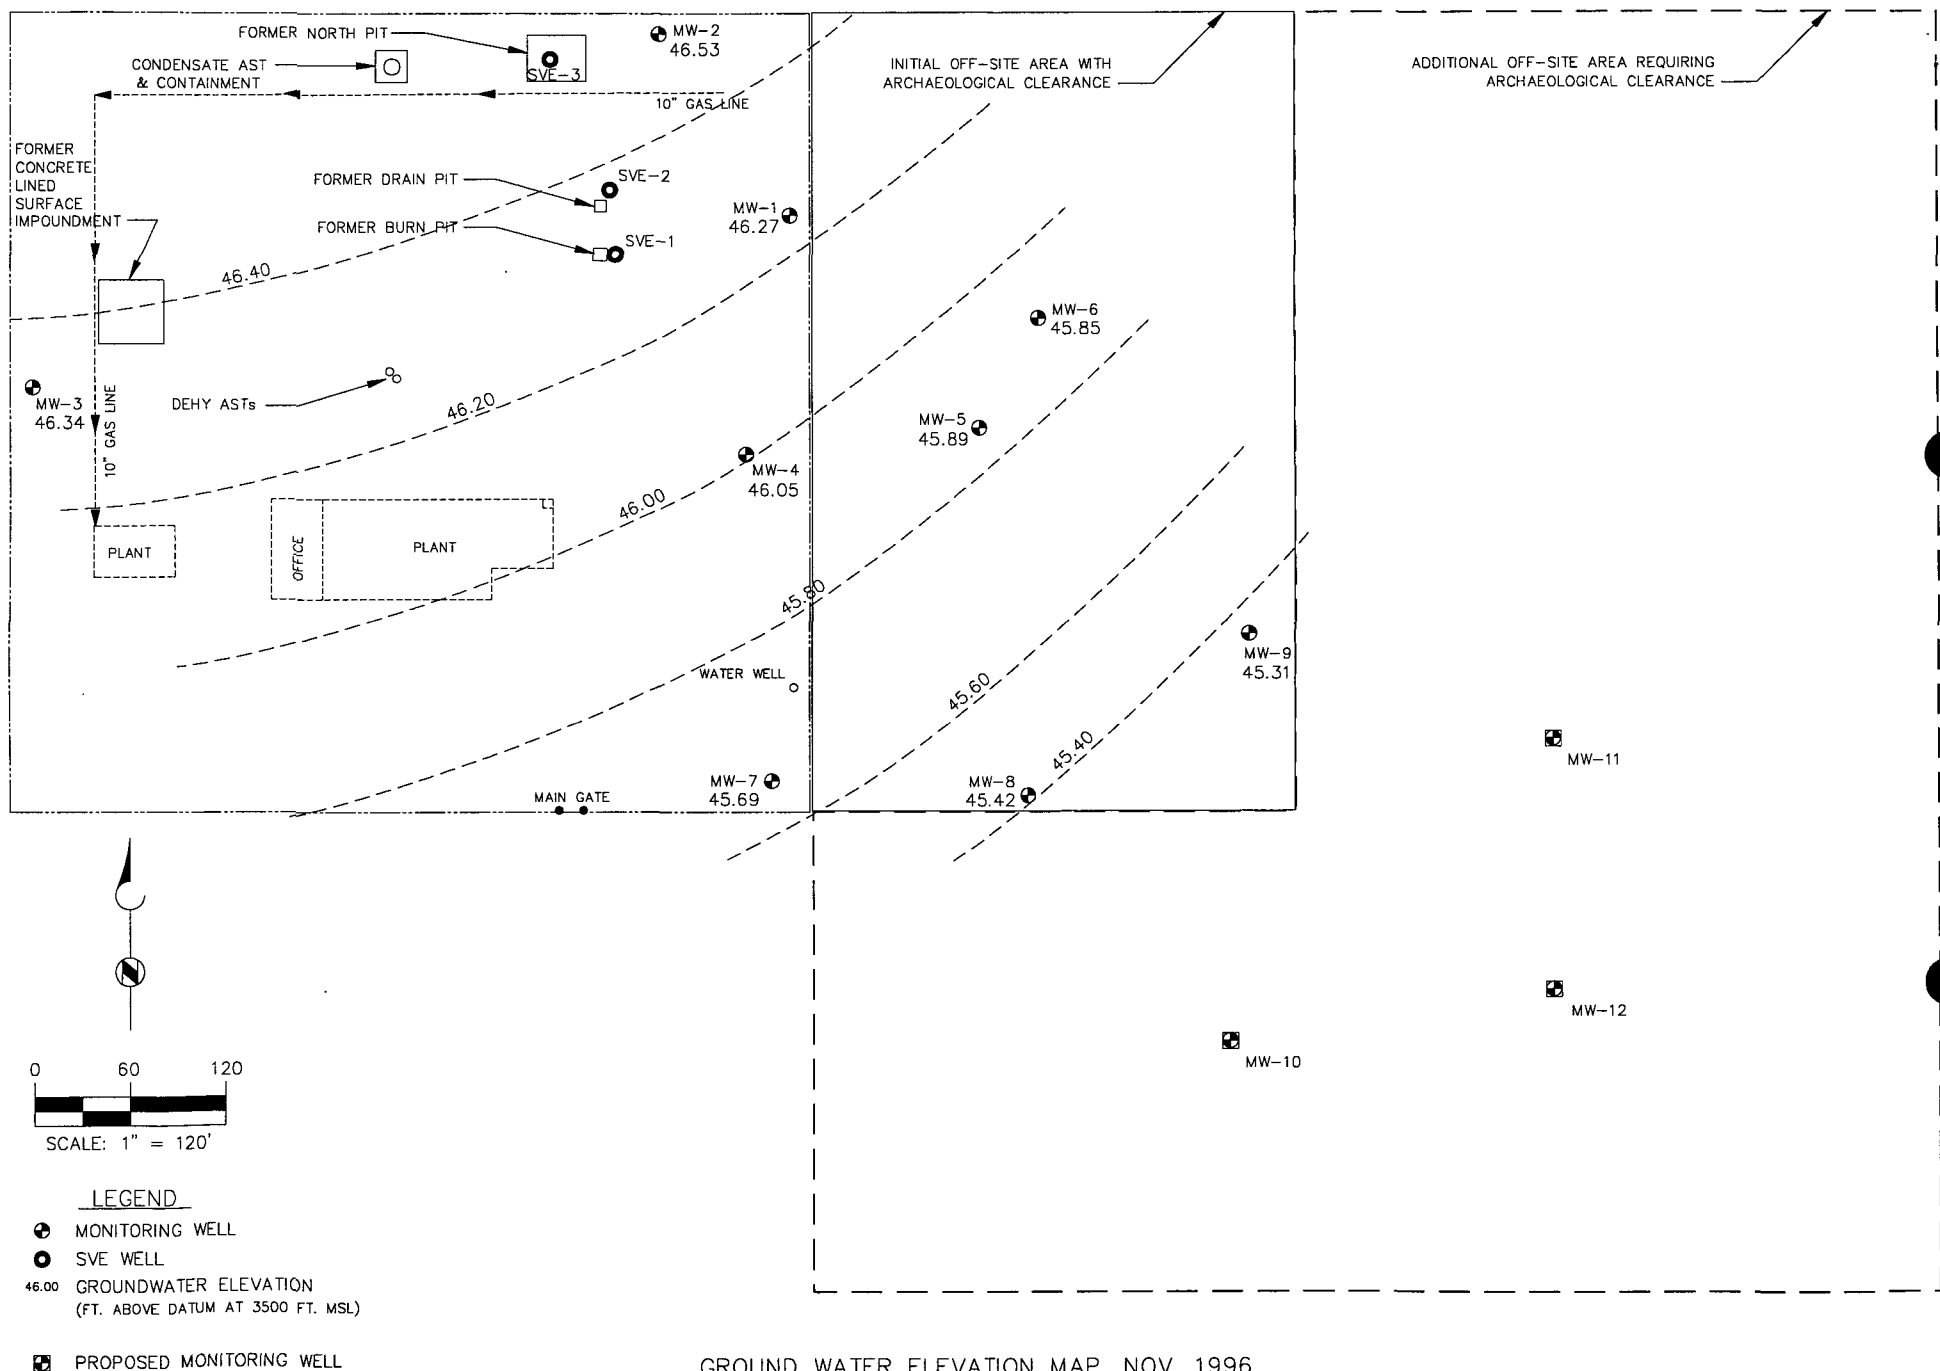 FORMER NORTH PIT
MW-2
46.53
CONDENSATE AST
& CONTAINMENT
SVE-3
10" GAS LINE
INITIAL OFF-SITE AREA WITH
ARCHAEOLOGICAL CLEARANCE
ADDITIONAL OFF-SITE AREA REQUIRING
ARCHAEOLOGICAL CLEARANCE
FORMER
CONCRETE
LINED
SURFACE
IMPOUNDMENT
FORMER DRAIN PIT
SVE-2
FORMER BURN PIT
SVE-1
MW-1
46.27
46.40
MW-6
45.85
MW-3
46.34
10" GAS LINE
DEHY ASTs
46.20
MW-5
45.89
MW-4
46.05
46.00
PLANT
OFFICE
PLANT
45.80
WATER WELL
45.60
MW-9
45.31
45.40
MW-7
45.69
MAIN GATE
MW-8
45.42
MW-11
MW-12
MW-10
0 60 120
SCALE: 1" = 120'
LEGEND
MONITORING WELL
SVE WELL
46.00 GROUNDWATER ELEVATION
(FT. ABOVE DATUM AT 3500 FT. MSL)
PROPOSED MONITORING WELL
GROUND WATER ELEVATION MAP NOV. 1996